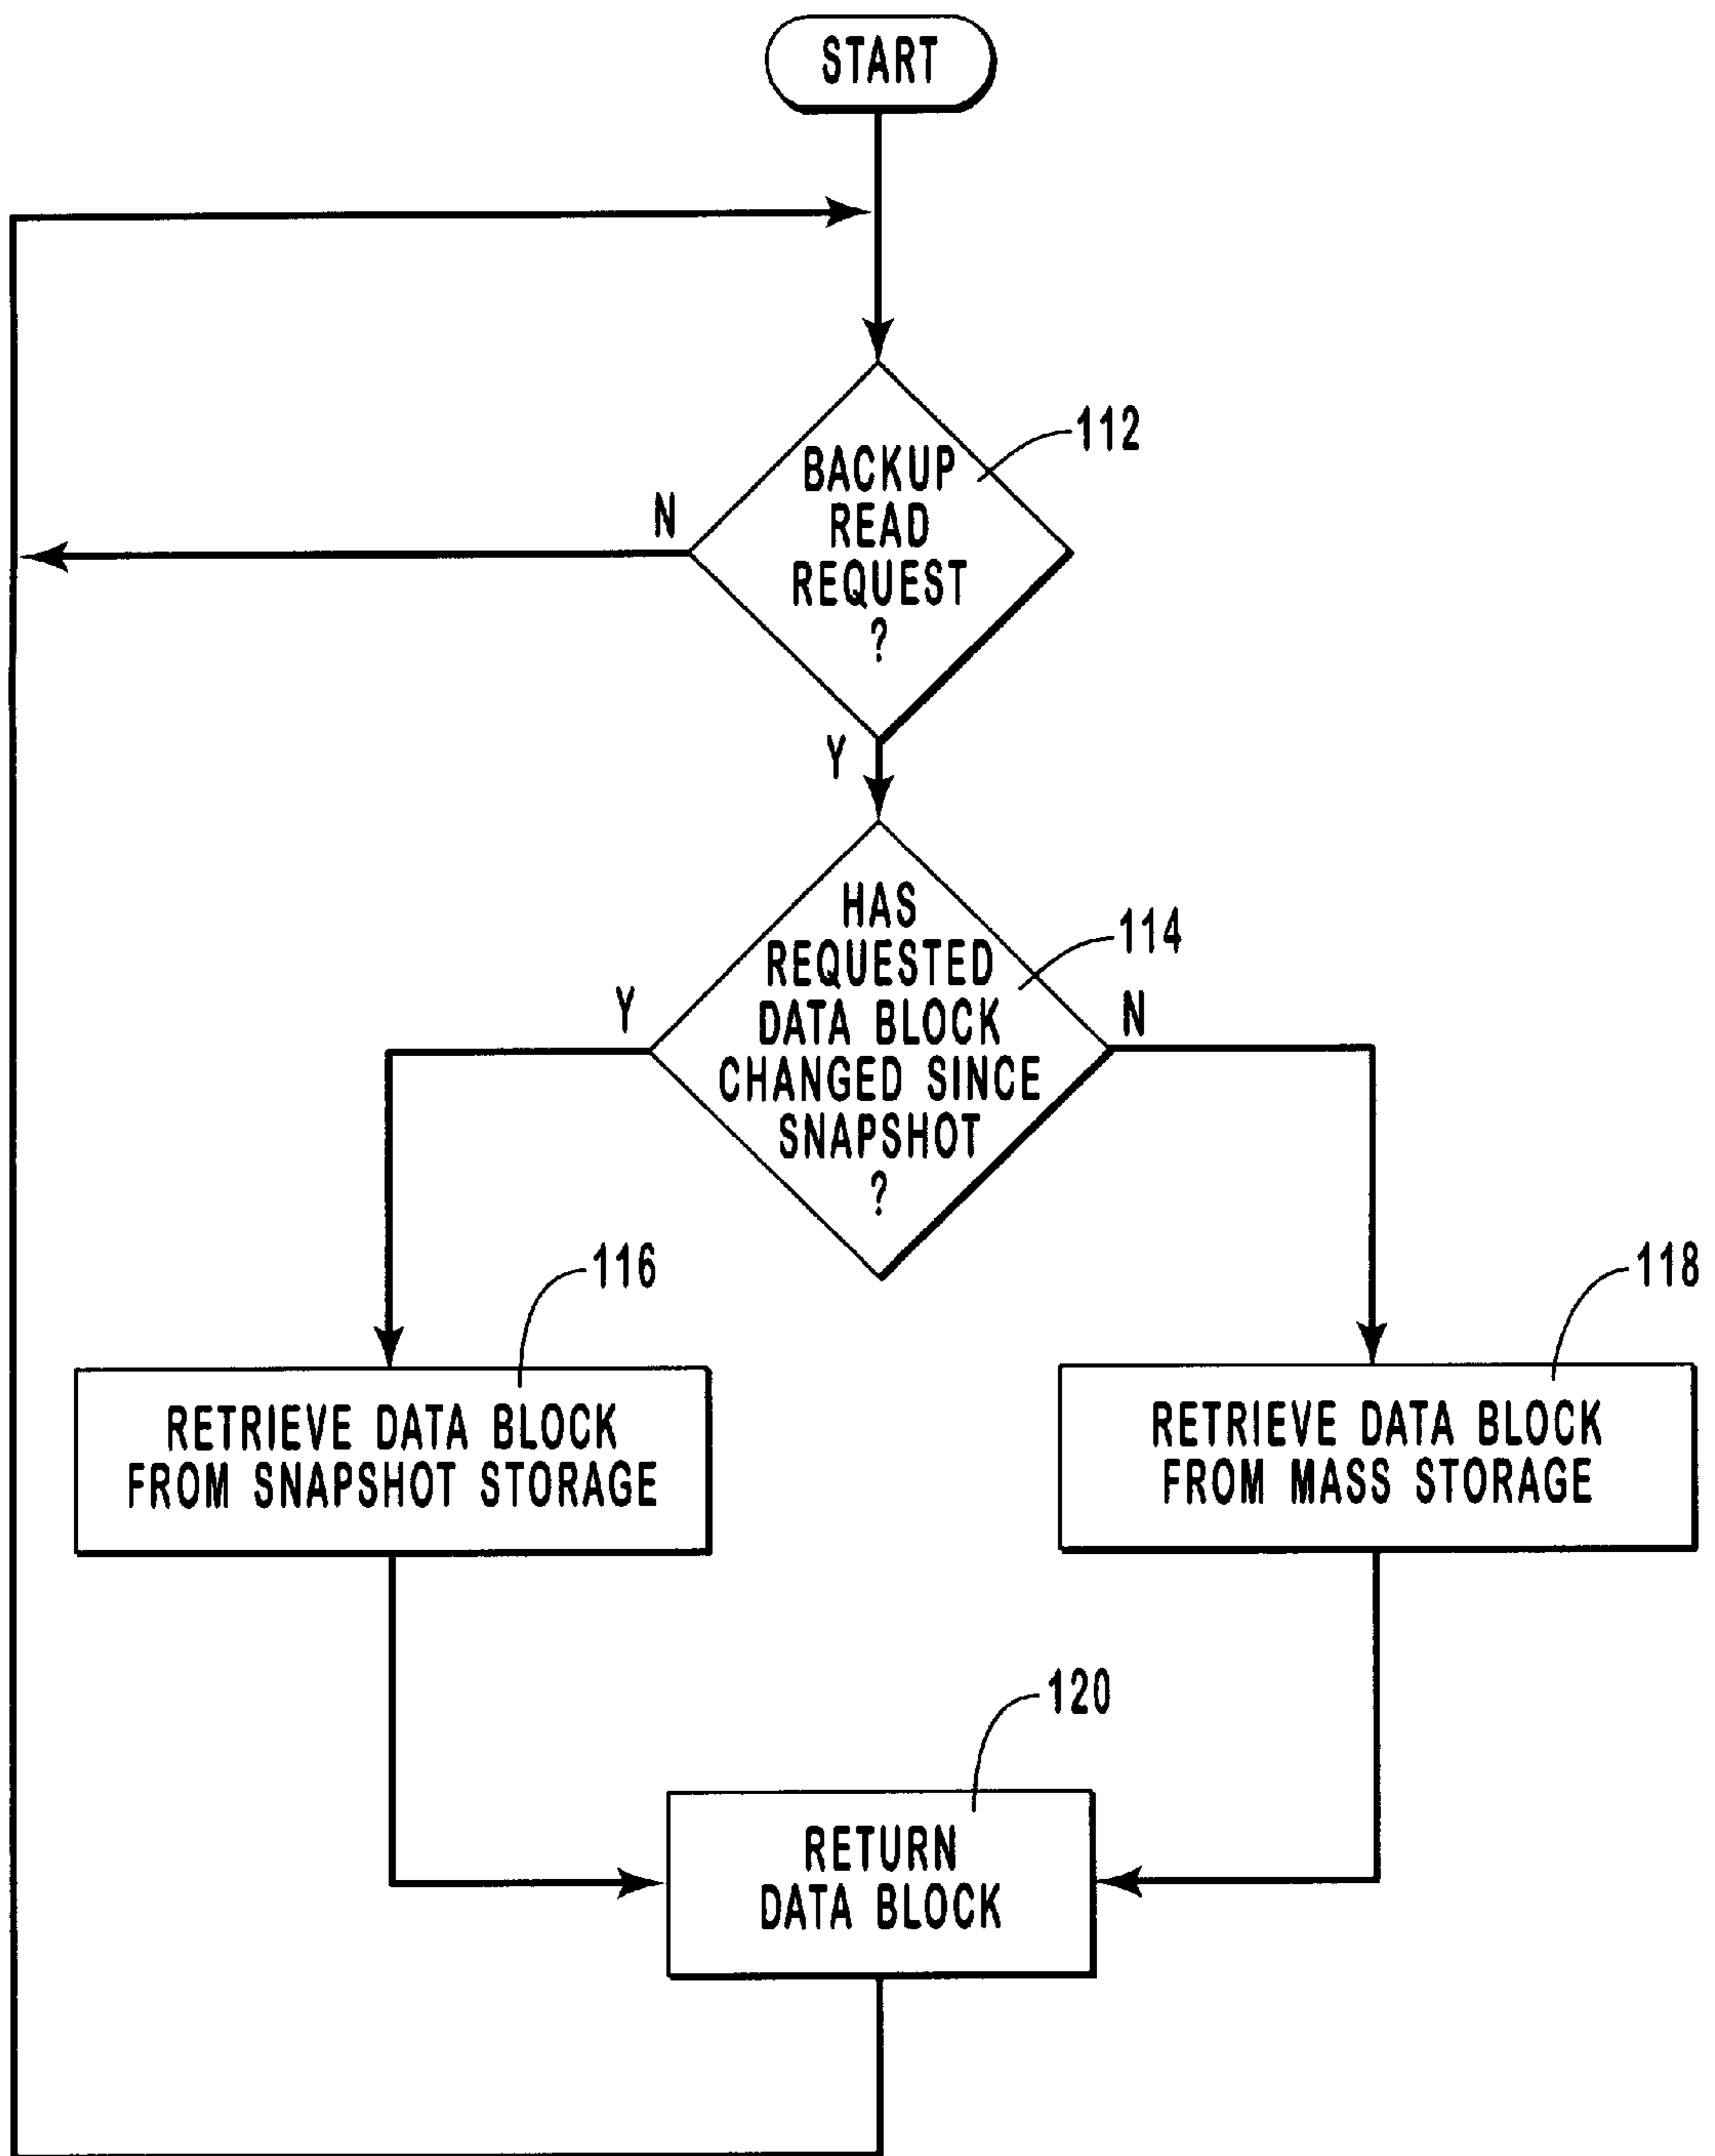 START
112
BACKUP
READ
REQUEST
?
N
Y
114
HAS
REQUESTED
DATA BLOCK
CHANGED SINCE
SNAPSHOT
?
Y
N
116
RETRIEVE DATA BLOCK
FROM SNAPSHOT STORAGE
118
RETRIEVE DATA BLOCK
FROM MASS STORAGE
120
RETURN
DATA BLOCK